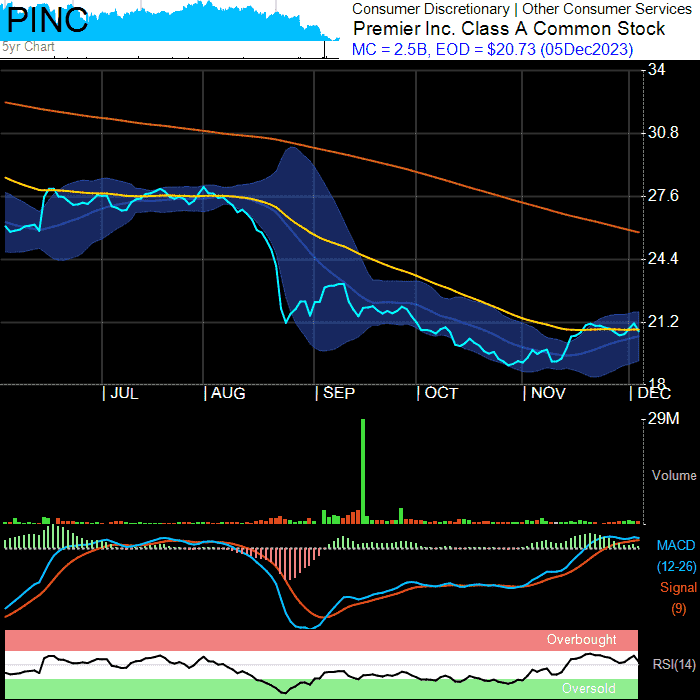 PINC
5yr Chart
Consumer Discretionary | Other Consumer Services
Premier Inc. Class A Common Stock
MC = 2.5B, EOD = $20.73 (05Dec2023)
34
30.8
27.6
24.4
21.2
18
| JUL | AUG | SEP | OCT | NOV | DEC
29M
Volume
MACD
(12-26)
Signal
(9)
Overbought
RSI(14)
Oversold